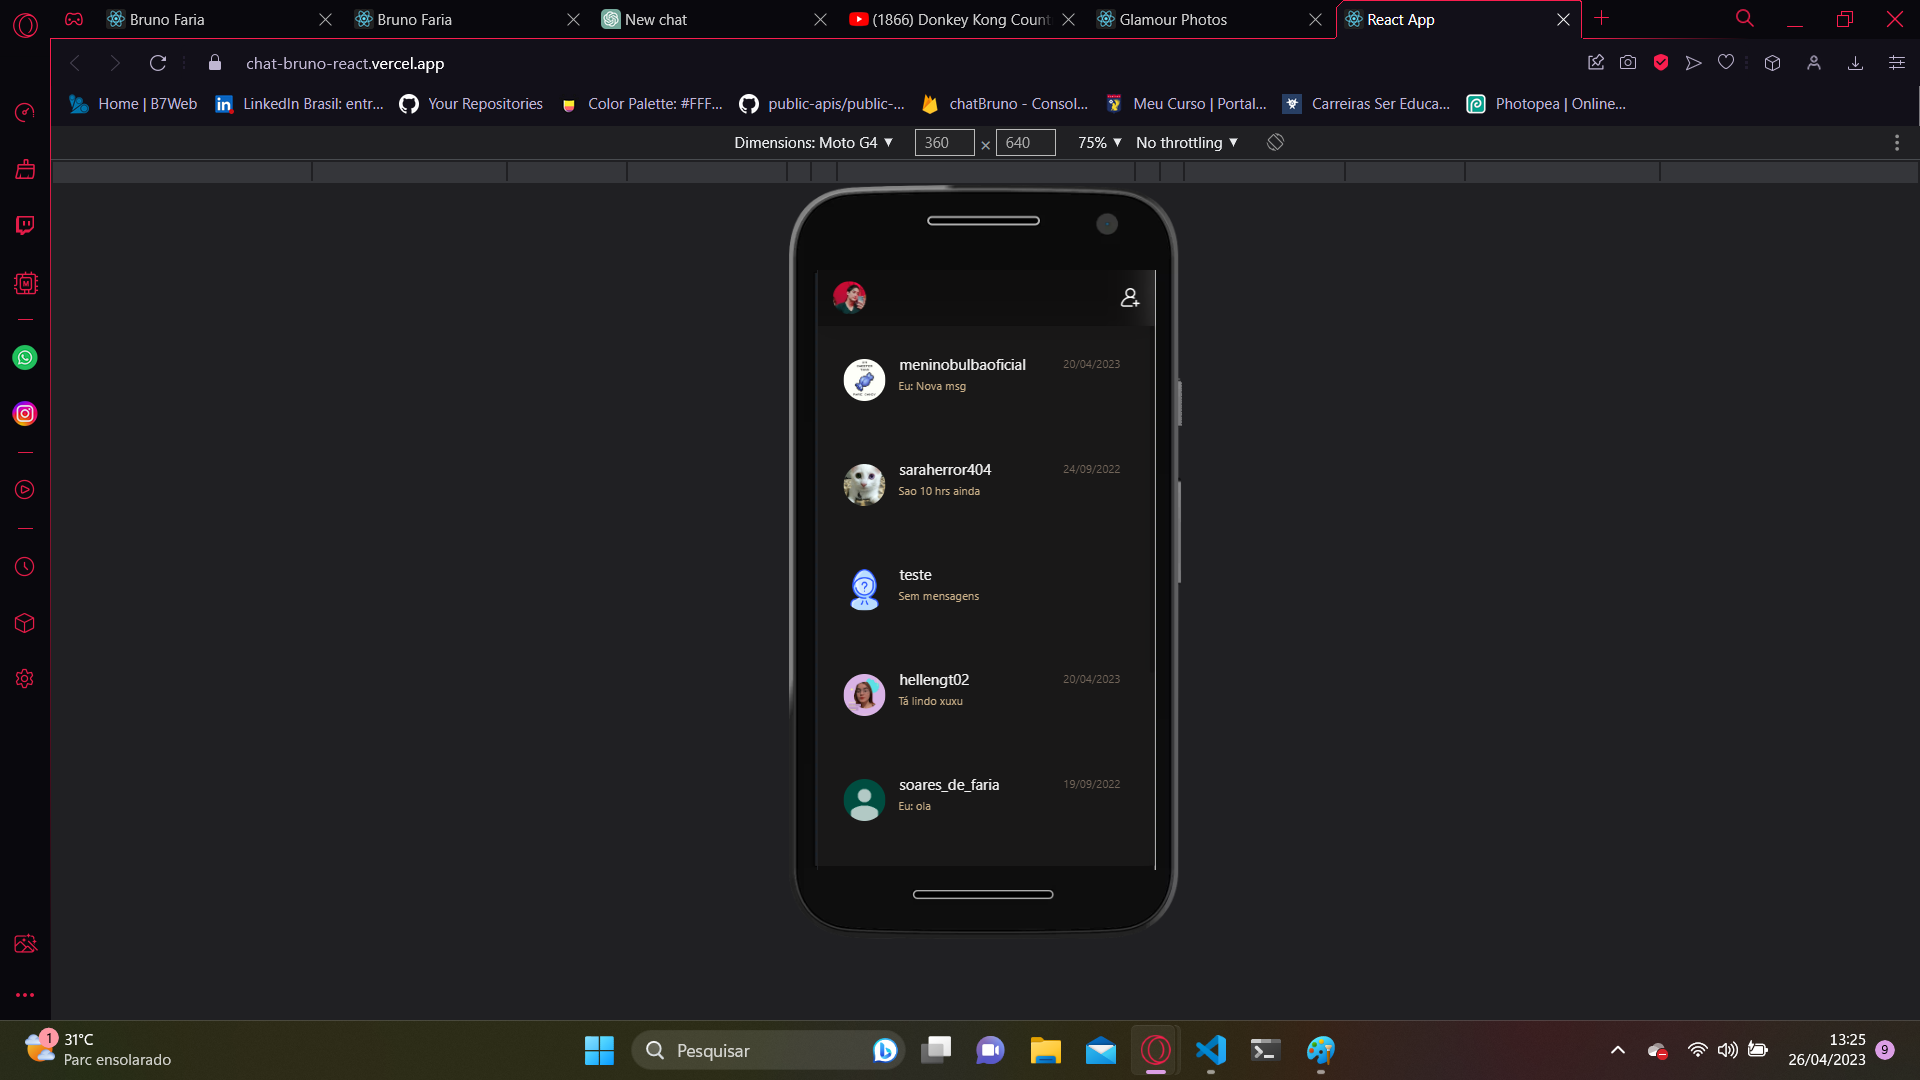 Bruno Faria
Bruno Faria
New chat
(1866) Donkey Kong Count
Glamour Photos
React App
chat-bruno-react.vercel.app
Home | B7Web
LinkedIn Brasil: entr...
Your Repositories
Color Palette: #FFF...
public-apis/public-...
chatBruno - Consol...
Meu Curso | Portal...
Carreiras Ser Educa...
Photopea | Online...
Dimensions: Moto G4 ▼
360
×
640
75% ▼
No throttling ▼
meninobulbaoficial
20/04/2023
Eu: Nova msg
saraherror404
24/09/2022
Sao 10 hrs ainda
teste
Sem mensagens
hellengt02
20/04/2023
Tá lindo xuxu
soares_de_faria
19/09/2022
Eu: ola
1
31°C
Parc ensolarado
Pesquisar
13:25
26/04/2023
9